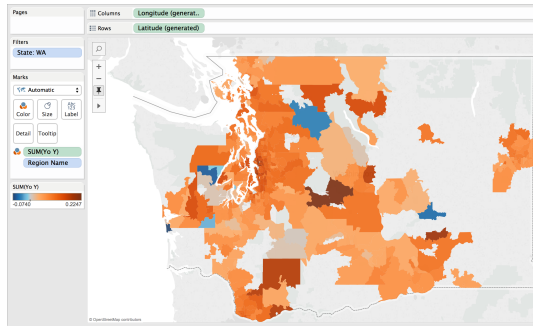 Pages
Columns
Longitude (generat..
Rows
Latitude (generated)
Filters
State: WA
Marks
Automatic
Color
Size
Label
Detail
Tooltip
SUM(Yo Y)
Region Name
SUM(Yo Y)
-0.0740
0.2247
© OpenStreetMap contributors